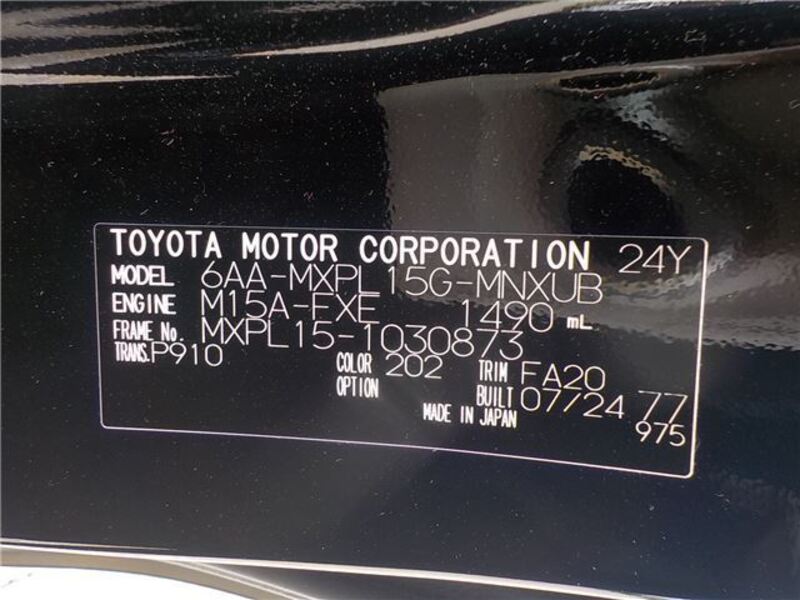 TOYOTA MOTOR CORPORATION 24Y
MODEL 6AA-MXPL15G-MNXUB
ENGINE M15A-FXE 1490 mL
FRAME No. MXPL15-1030873
TRANS. P910 COLOR 202 TRIM FA20
OPTION BUILT 07/24 77
MADE IN JAPAN 975